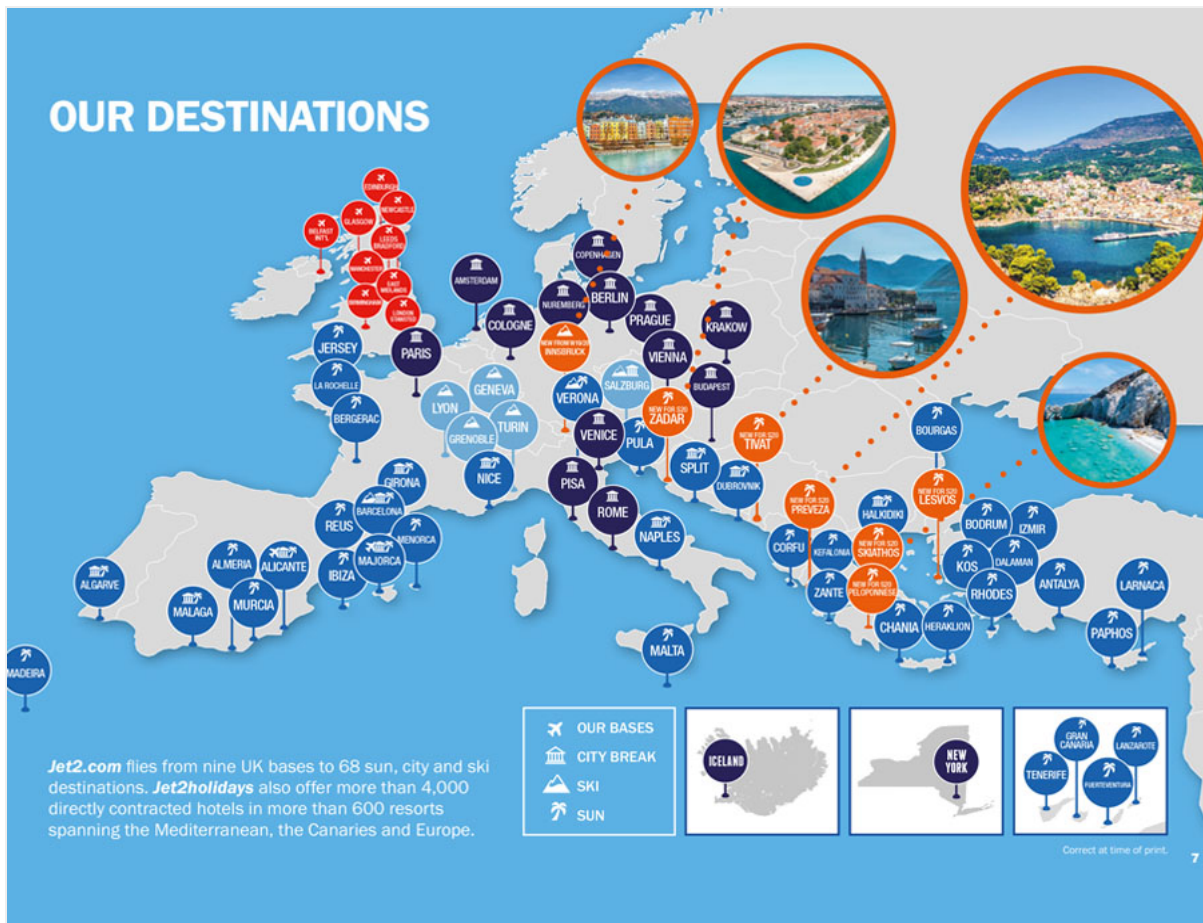 OUR DESTINATIONS
EDINBURGH
NEWCASTLE
GLASGOW
BELFAST
INT'L
LEEDS
BRADFORD
MANCHESTER
EAST
MIDLANDS
BIRMINGHAM
LONDON
STANSTED
COPENHAGEN
AMSTERDAM
NUREMBERG
BERLIN
COLOGNE
PRAGUE
KRAKOW
JERSEY
PARIS
NEW FROM W19/20
INNSBRUCK
VIENNA
LA ROCHELLE
GENEVA
SALZBURG
BUDAPEST
LYON
VERONA
BERGERAC
TURIN
NEW FOR S20
ZADAR
GRENOBLE
VENICE
PULA
NEW FOR S20
TIVAT
BOURGAS
GIRONA
NICE
PISA
SPLIT
DUBROVNIK
BARCELONA
REUS
ROME
NEW FOR S20
PREVEZA
HALKIDIKI
NEW FOR S20
LESVOS
MENORCA
NAPLES
BODRUM
IZMIR
ALGARVE
ALMERIA
ALICANTE
IBIZA
MAJORCA
CORFU
KEFALONIA
NEW FOR S20
SKIATHOS
KOS
DALAMAN
MALAGA
MURCIA
ZANTE
NEW FOR S20
PELOPONNESE
RHODES
ANTALYA
LARNACA
CHANIA
HERAKLION
PAPHOS
MALTA
MADEIRA
OUR BASES
CITY BREAK
SKI
SUN
ICELAND
NEW
YORK
GRAN
CANARIA
LANZAROTE
TENERIFE
FUERTEVENTURA
Jet2.com flies from nine UK bases to 68 sun, city and ski
destinations. Jet2holidays also offer more than 4,000
directly contracted hotels in more than 600 resorts
spanning the Mediterranean, the Canaries and Europe.
Correct at time of print.
7